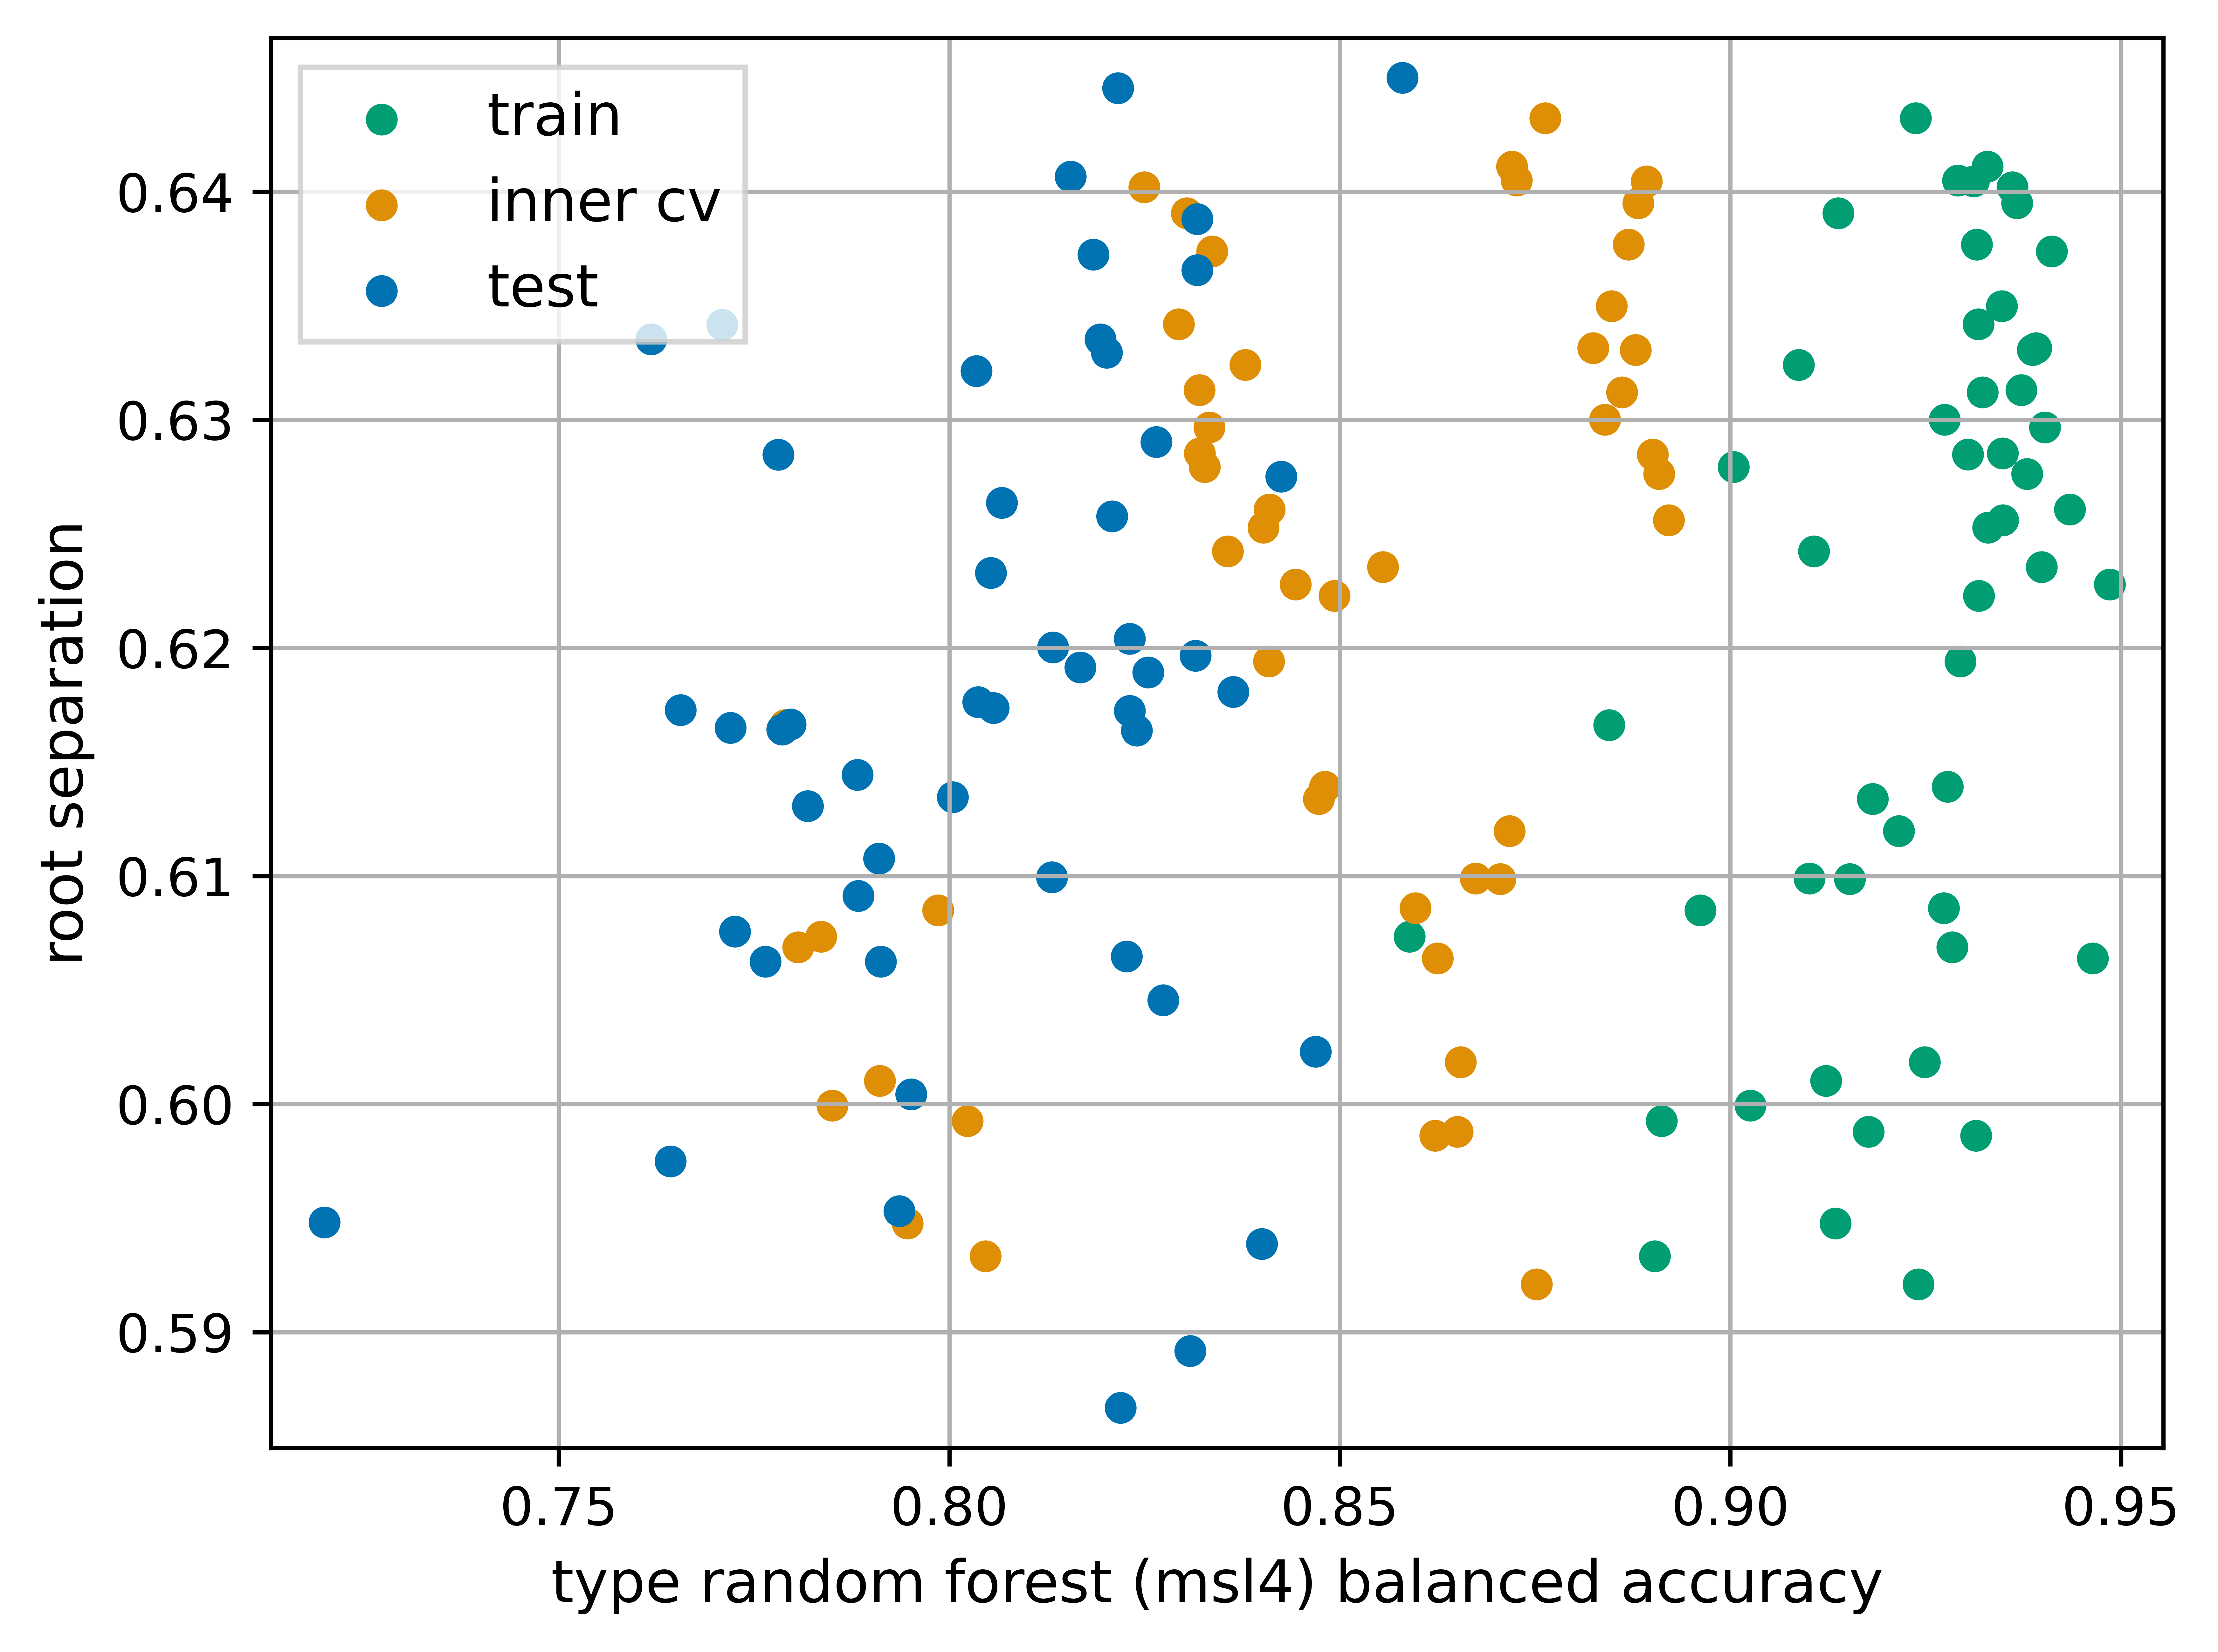 train
inner cv
test
0.64
0.63
0.62
0.61
0.60
0.59
root separation
0.75 0.80 0.85 0.90 0.95
type random forest (msl4) balanced accuracy